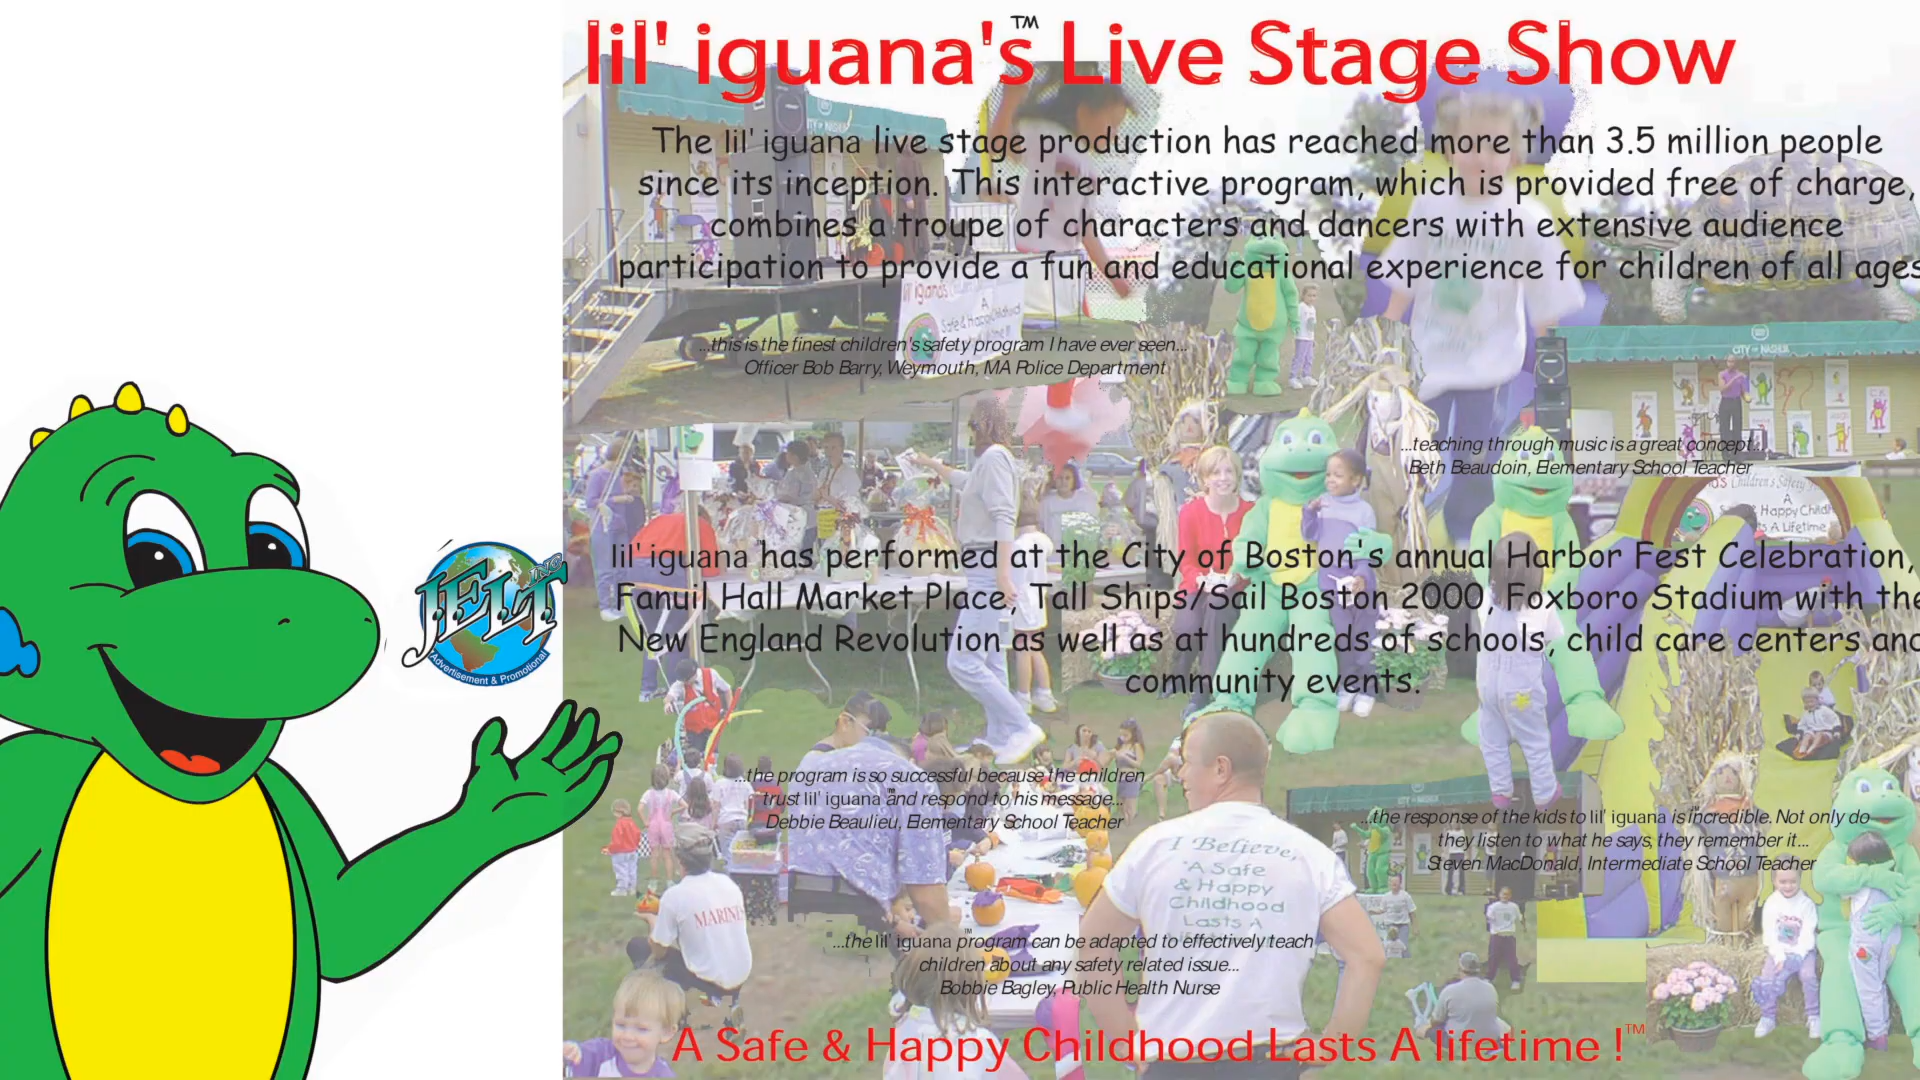 lil' iguana's™ Live Stage Show
The lil' iguana live stage production has reached more than 3.5 million people
since its inception. This interactive program, which is provided free of charge,
combines a troupe of characters and dancers with extensive audience
participation to provide a fun and educational experience for children of all ages
...this is the finest children's safety program I have ever seen...
Officer Bob Barry, Weymouth, MA Police Department
...teaching through music is a great concept...
Beth Beaudoin, Elementary School Teacher
JELT INC
Advertisement & Promotional
lil' iguana™ has performed at the City of Boston's annual Harbor Fest Celebration,
Fanuil Hall Market Place, Tall Ships/Sail Boston 2000, Foxboro Stadium with the
New England Revolution as well as at hundreds of schools, child care centers and
community events.
...the program is so successful because the children
trust lil' iguana™ and respond to his message...
Debbie Beaulieu, Elementary School Teacher
...the response of the kids to lil' iguana is™ incredible. Not only do
they listen to what he says, they remember it...
Steven MacDonald, Intermediate School Teacher
I Believe,
"A Safe
& Happy
Childhood
Lasts A
MARINES
...the lil' iguana™ program can be adapted to effectively teach
children about any safety related issue...
Bobbie Bagley, Public Health Nurse
A Safe & Happy Childhood Lasts A lifetime !™